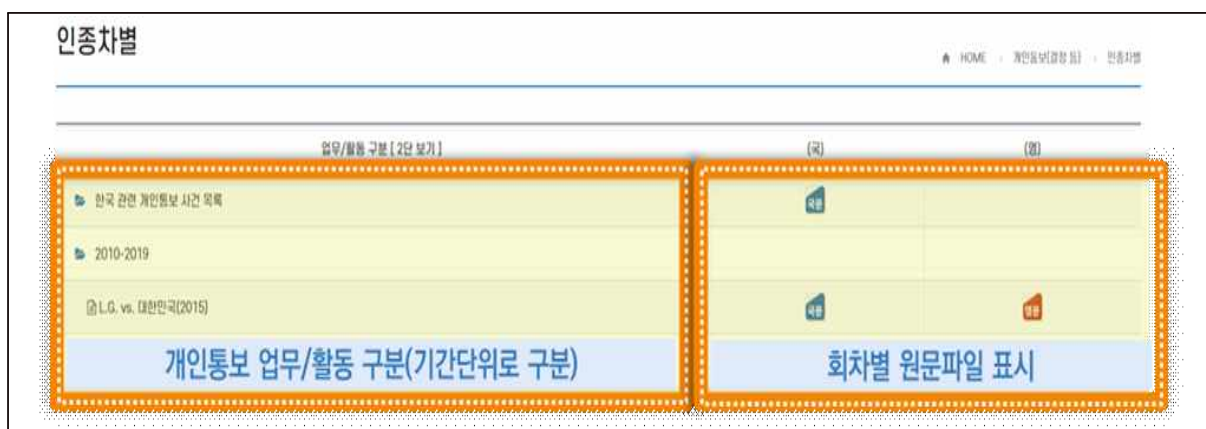 인종차별
HOME 개인통보(결정 등) 인종차별
업무/활동 구분 [ 2단 보기 ] (국) (영)
한국 관련 개인통보 사건 목록 국문
2010-2019
L.G. vs. 대한민국(2015) 국문 영문
개인통보 업무/활동 구분(기간단위로 구분) 회차별 원문파일 표시